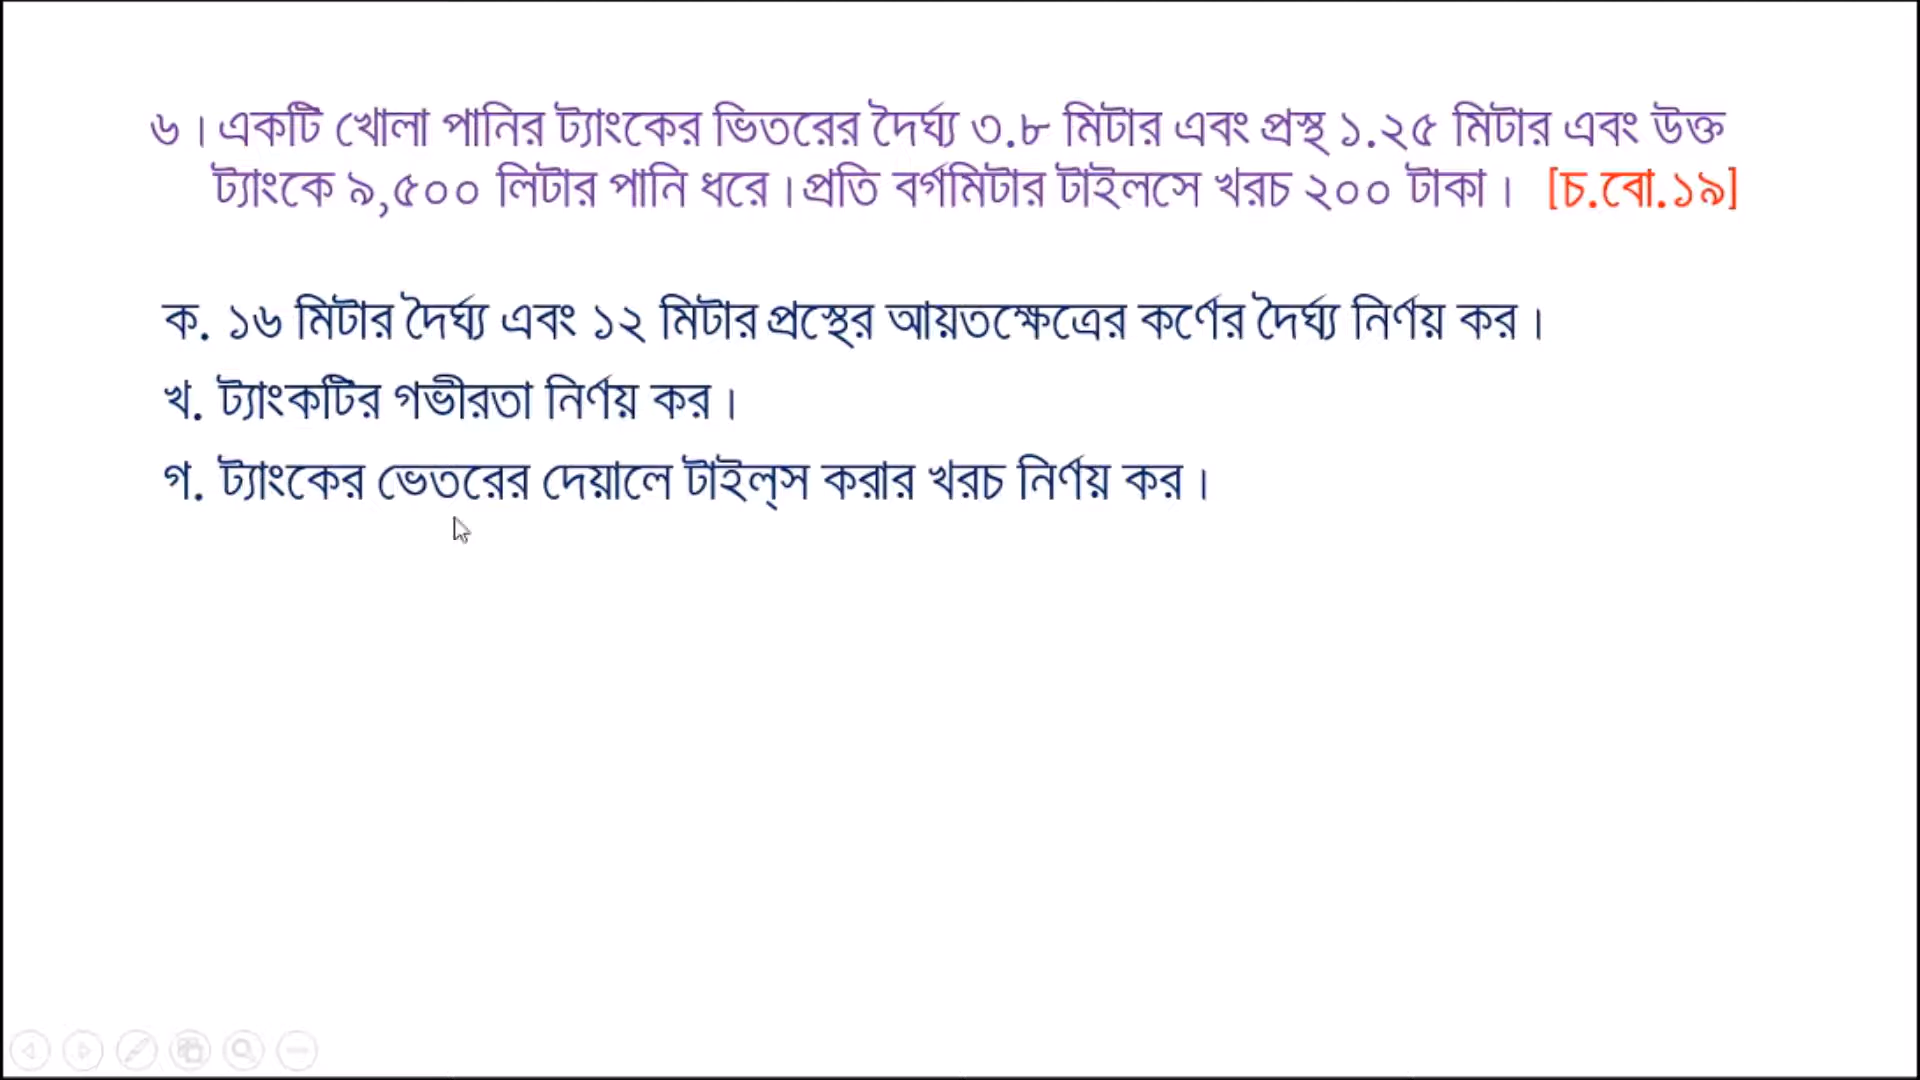 ৬। একটি খোলা পানির ট্যাংকের ভিতরের দৈর্ঘ্য ৩.৮ মিটার এবং প্রস্থ ১.২৫ মিটার এবং উক্ত
ট্যাংকে ৯,৫০০ লিটার পানি ধরে। প্রতি বর্গমিটার টাইলসে খরচ ২০০ টাকা। [চ.বো.১৯]
ক. ১৬ মিটার দৈর্ঘ্য এবং ১২ মিটার প্রস্থের আয়তক্ষেত্রের কর্ণের দৈর্ঘ্য নির্ণয় কর।
খ. ট্যাংকটির গভীরতা নির্ণয় কর।
গ. ট্যাংকের ভেতরের দেয়ালে টাইল্‌স করার খরচ নির্ণয় কর।